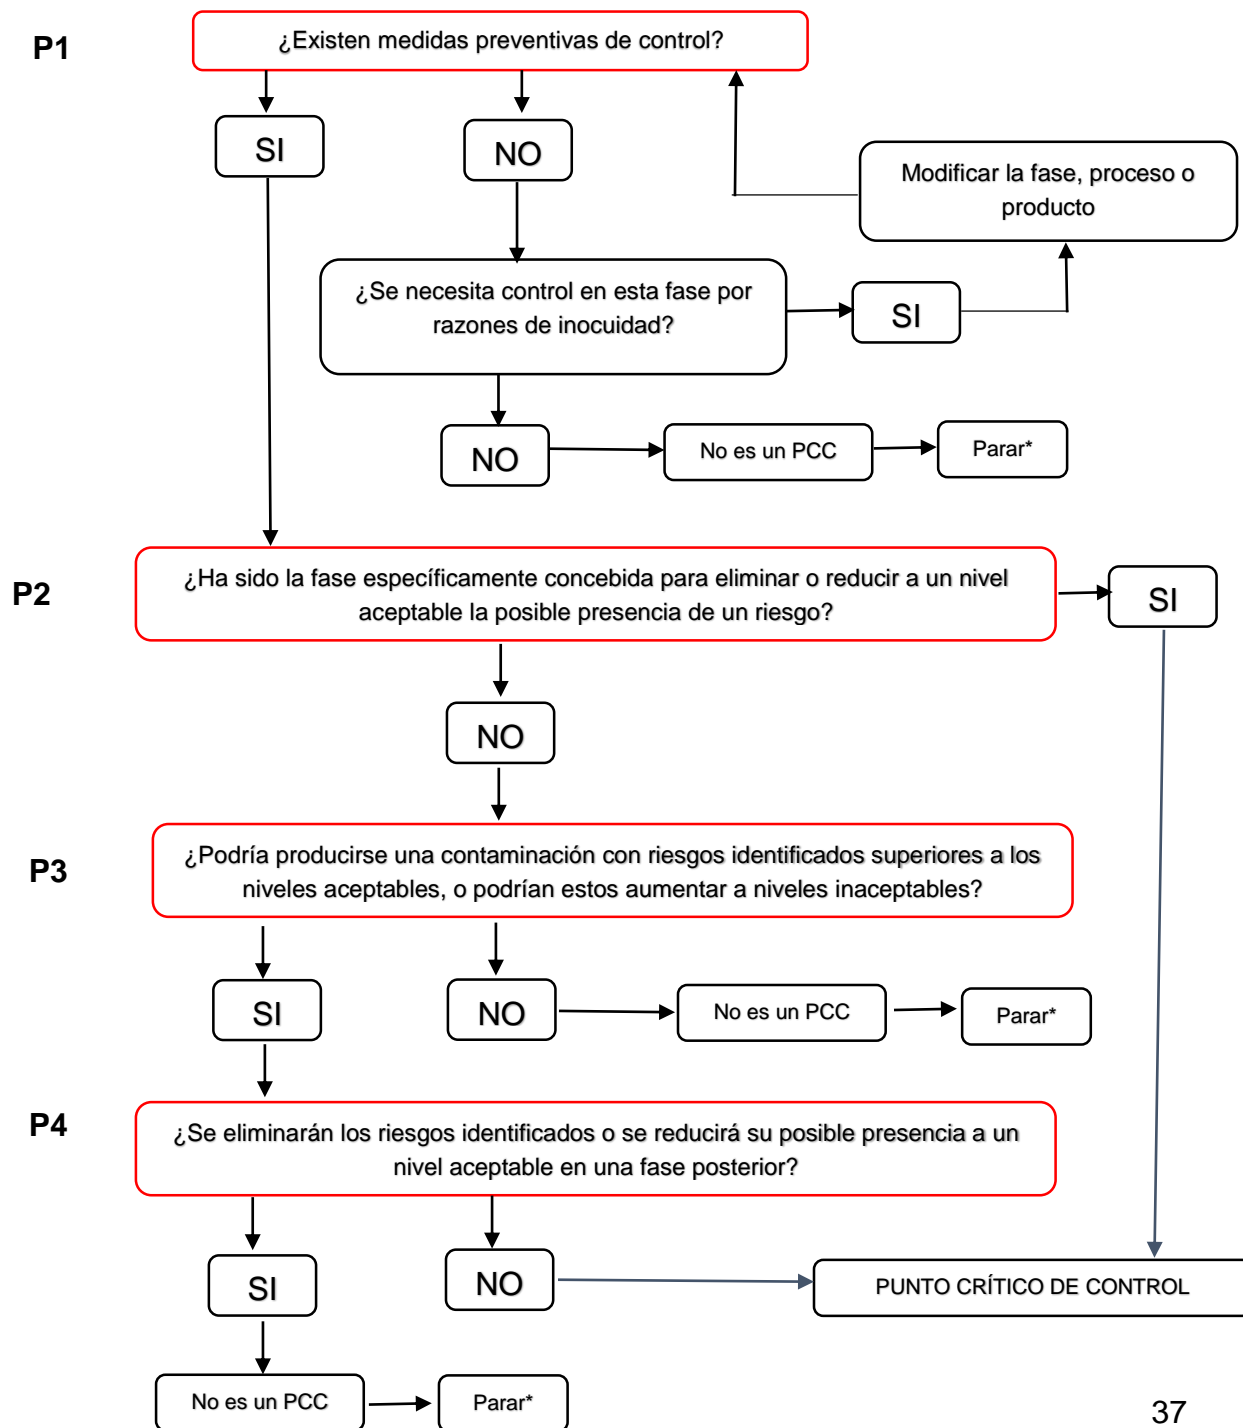 P1
¿Existen medidas preventivas de control?
SI
NO
Modificar la fase, proceso o
producto
¿Se necesita control en esta fase por
razones de inocuidad?
SI
NO
No es un PCC
Parar*
P2
¿Ha sido la fase específicamente concebida para eliminar o reducir a un nivel
aceptable la posible presencia de un riesgo?
SI
NO
P3
¿Podría producirse una contaminación con riesgos identificados superiores a los
niveles aceptables, o podrían estos aumentar a niveles inaceptables?
SI
NO
No es un PCC
Parar*
P4
¿Se eliminarán los riesgos identificados o se reducirá su posible presencia a un
nivel aceptable en una fase posterior?
SI
NO
PUNTO CRÍTICO DE CONTROL
No es un PCC
Parar*
37